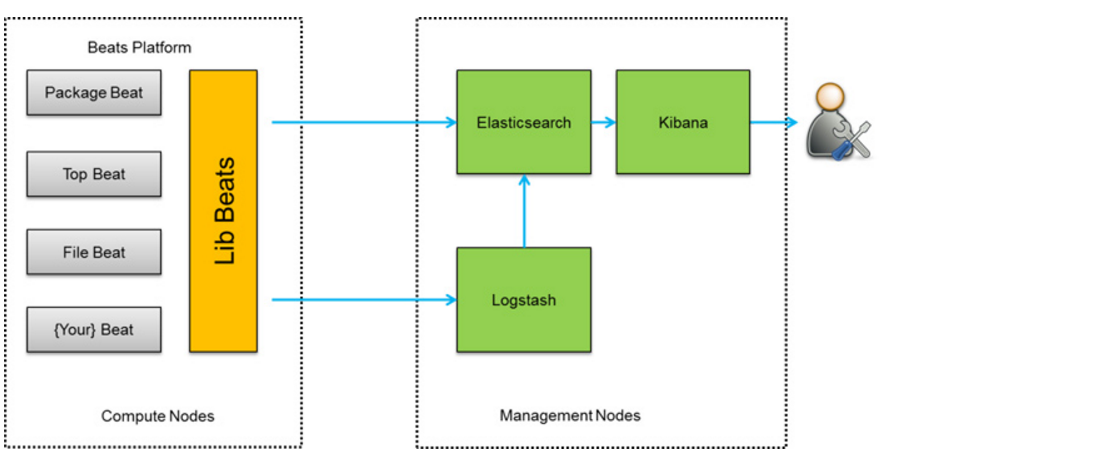 Beats Platform
Package Beat
Top Beat
File Beat
{Your} Beat
Lib Beats
Compute Nodes
Elasticsearch
Kibana
Logstash
Management Nodes